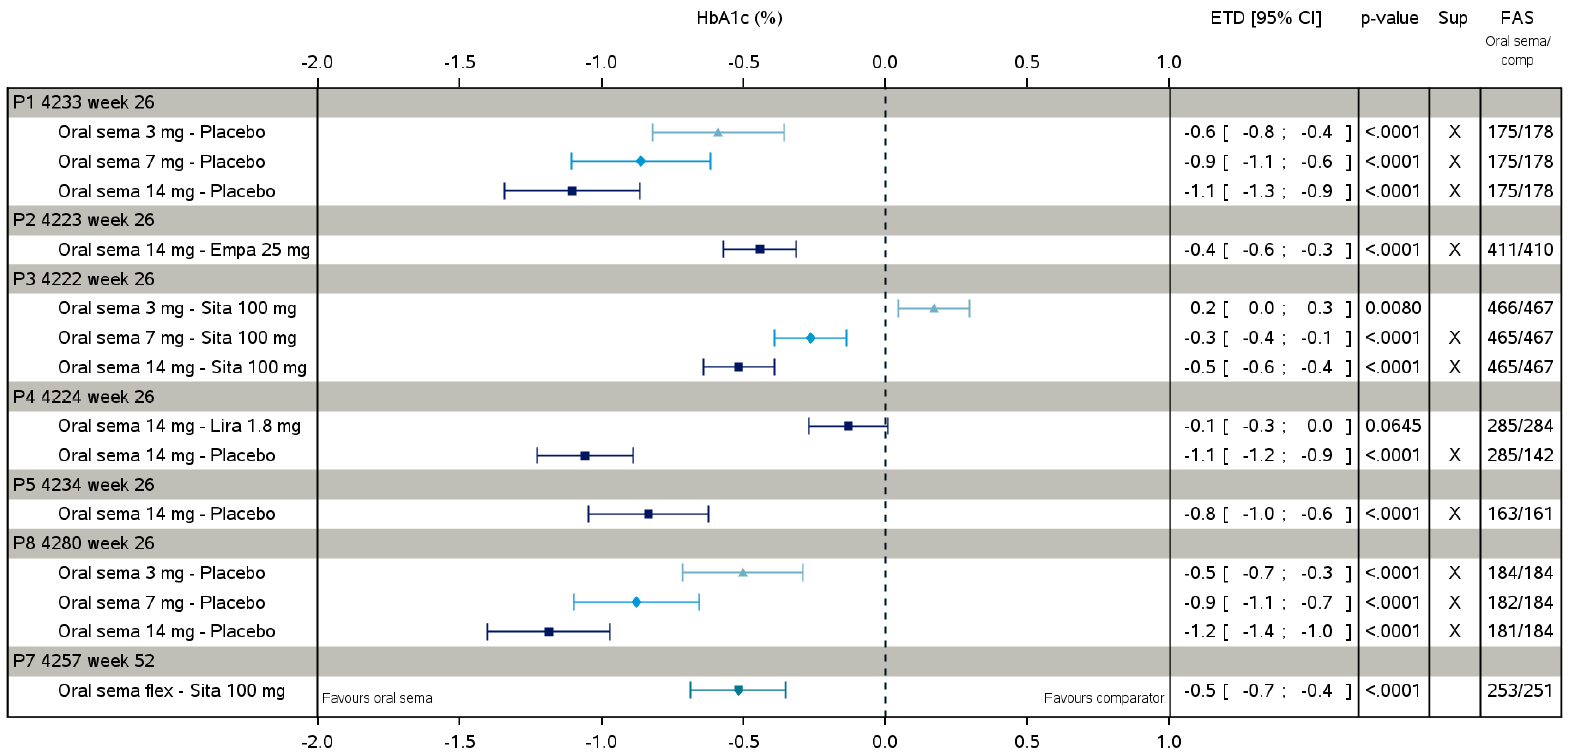 HbA1c (%) ETD [95% CI] p-value Sup FAS
Oral sema/
comp
-2.0 -1.5 -1.0 -0.5 0.0 0.5 1.0
P1 4233 week 26
Oral sema 3 mg - Placebo -0.6 [ -0.8 ; -0.4 ] <.0001 X 175/178
Oral sema 7 mg - Placebo -0.9 [ -1.1 ; -0.6 ] <.0001 X 175/178
Oral sema 14 mg - Placebo -1.1 [ -1.3 ; -0.9 ] <.0001 X 175/178
P2 4223 week 26
Oral sema 14 mg - Empa 25 mg -0.4 [ -0.6 ; -0.3 ] <.0001 X 411/410
P3 4222 week 26
Oral sema 3 mg - Sita 100 mg 0.2 [ 0.0 ; 0.3 ] 0.0080 466/467
Oral sema 7 mg - Sita 100 mg -0.3 [ -0.4 ; -0.1 ] <.0001 X 465/467
Oral sema 14 mg - Sita 100 mg -0.5 [ -0.6 ; -0.4 ] <.0001 X 465/467
P4 4224 week 26
Oral sema 14 mg - Lira 1.8 mg -0.1 [ -0.3 ; 0.0 ] 0.0645 285/284
Oral sema 14 mg - Placebo -1.1 [ -1.2 ; -0.9 ] <.0001 X 285/142
P5 4234 week 26
Oral sema 14 mg - Placebo -0.8 [ -1.0 ; -0.6 ] <.0001 X 163/161
P8 4280 week 26
Oral sema 3 mg - Placebo -0.5 [ -0.7 ; -0.3 ] <.0001 X 184/184
Oral sema 7 mg - Placebo -0.9 [ -1.1 ; -0.7 ] <.0001 X 182/184
Oral sema 14 mg - Placebo -1.2 [ -1.4 ; -1.0 ] <.0001 X 181/184
P7 4257 week 52
Oral sema flex - Sita 100 mg Favours oral sema Favours comparator -0.5 [ -0.7 ; -0.4 ] <.0001 253/251
-2.0 -1.5 -1.0 -0.5 0.0 0.5 1.0